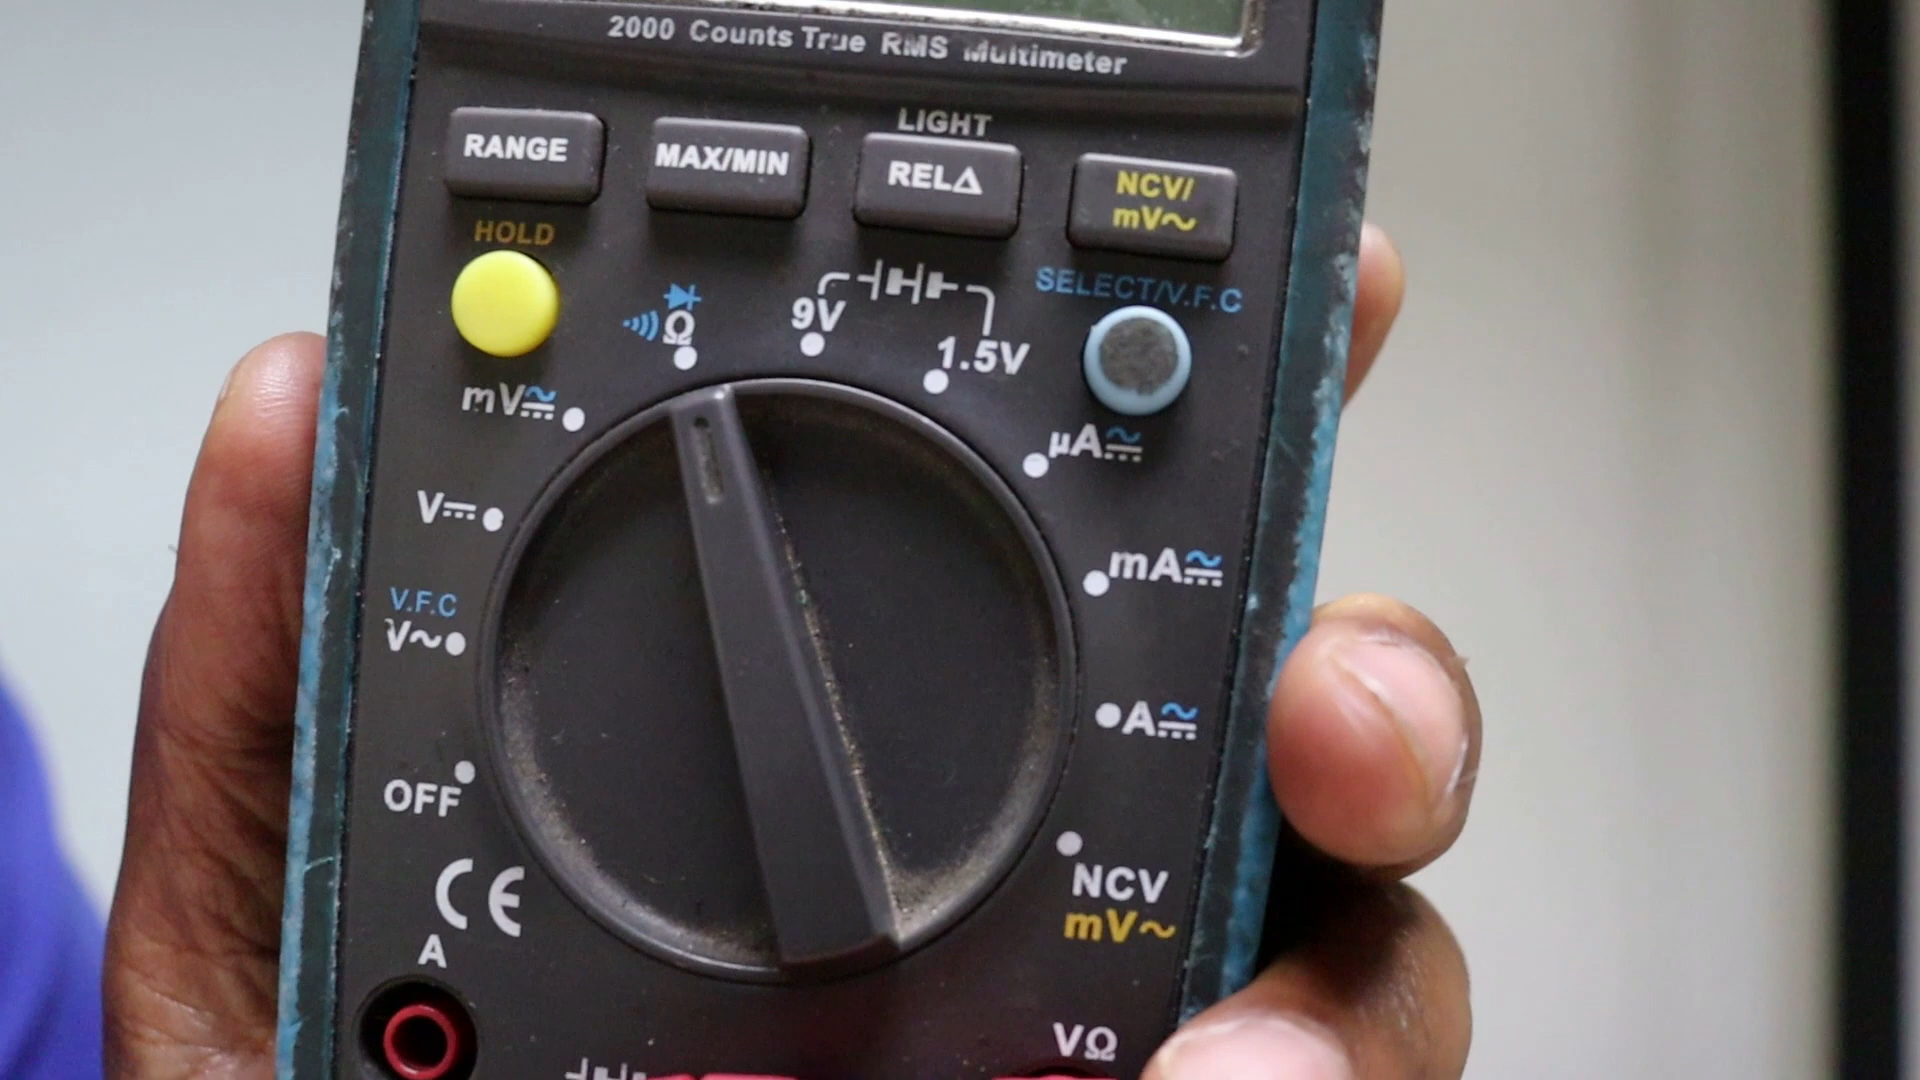 2000 Counts True RMS Multimeter
LIGHT
RANGE
MAX/MIN
REL∆
NCV/
mV~
HOLD
SELECT/V.F.C
Ω
9V
1.5V
mV
µA
V
mA
V.F.C
V~
A
OFF
NCV
mV~
CE
A
VΩ